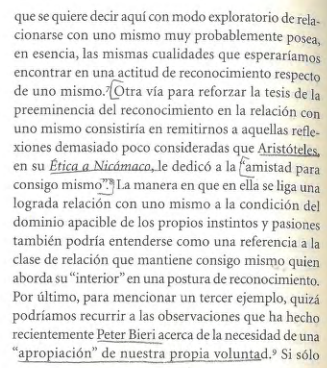 que se quiere decir aquí con modo exploratorio de rela-
cionarse con uno mismo muy probablemente posea,
en esencia, las mismas cualidades que esperaríamos
encontrar en una actitud de reconocimiento respecto
de uno mismo.⁷ Otra vía para reforzar la tesis de la
preeminencia del reconocimiento en la relación con
uno mismo consistiría en remitirnos a aquellas refle-
xiones demasiado poco consideradas que Aristóteles,
en su Ética a Nicómaco, le dedicó a la “amistad para
consigo mismo”.⁸ La manera en que en ella se liga una
lograda relación con uno mismo a la condición del
dominio apacible de los propios instintos y pasiones
también podría entenderse como una referencia a la
clase de relación que mantiene consigo mismo quien
aborda su “interior” en una postura de reconocimiento.
Por último, para mencionar un tercer ejemplo, quizá
podríamos recurrir a las observaciones que ha hecho
recientemente Peter Bieri acerca de la necesidad de una
“apropiación” de nuestra propia voluntad.⁹ Si sólo